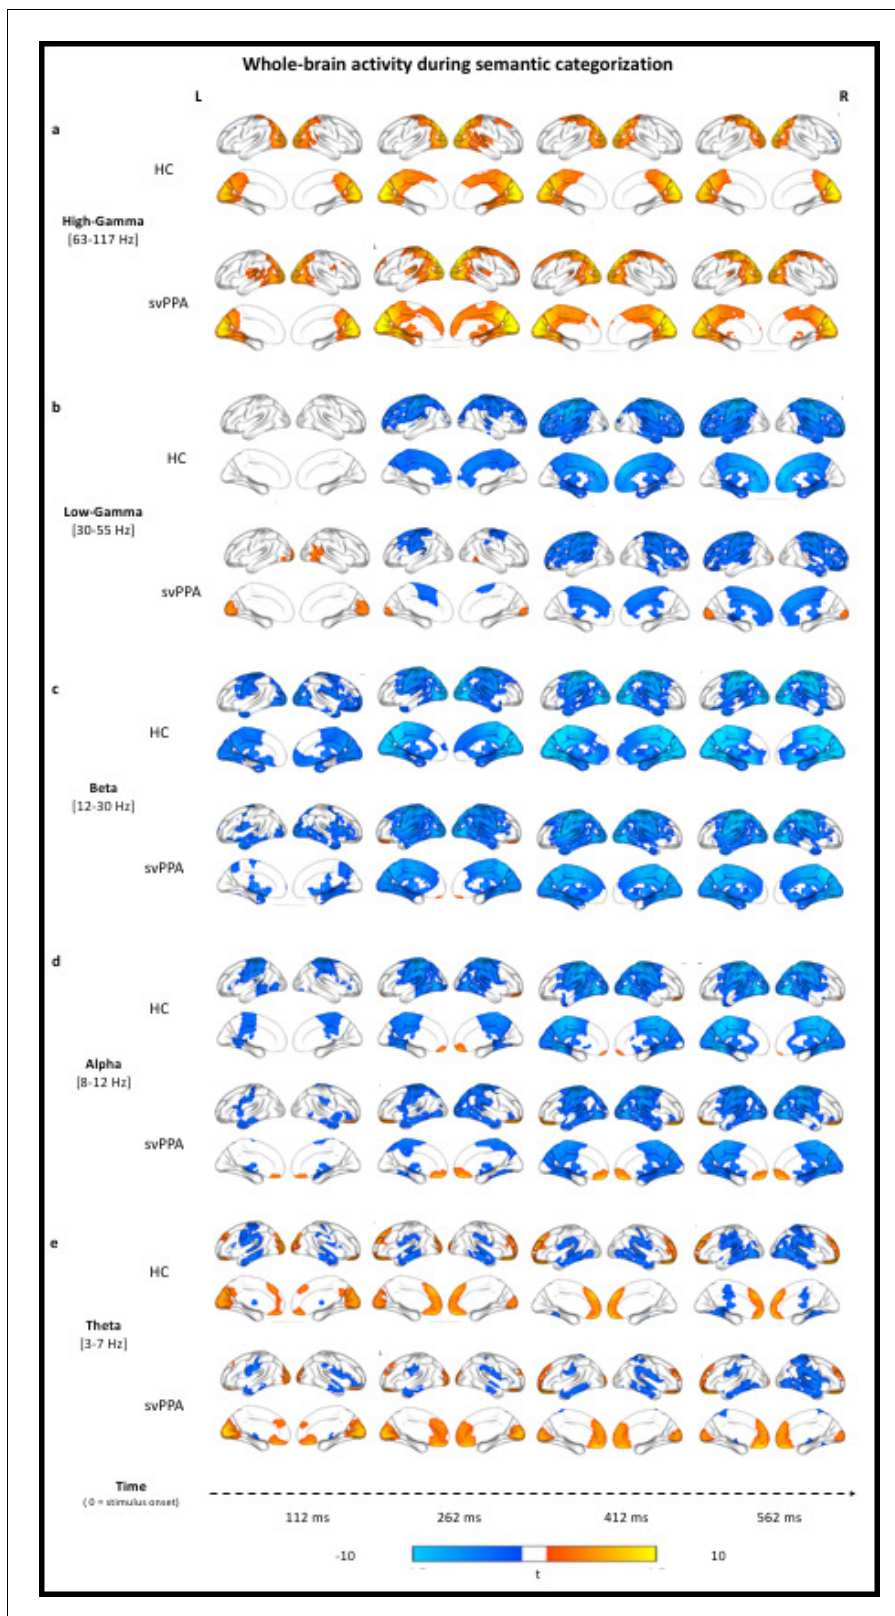 Whole-brain activity during semantic categorization
L R
a
HC
High-Gamma
[63-117 Hz]
svPPA
b
HC
Low-Gamma
[30-55 Hz]
svPPA
c
HC
Beta
[12-30 Hz]
svPPA
d
HC
Alpha
[8-12 Hz]
svPPA
e
HC
Theta
[3-7 Hz]
svPPA
Time
( 0 = stimulus onset)
112 ms 262 ms 412 ms 562 ms
-10 10
t